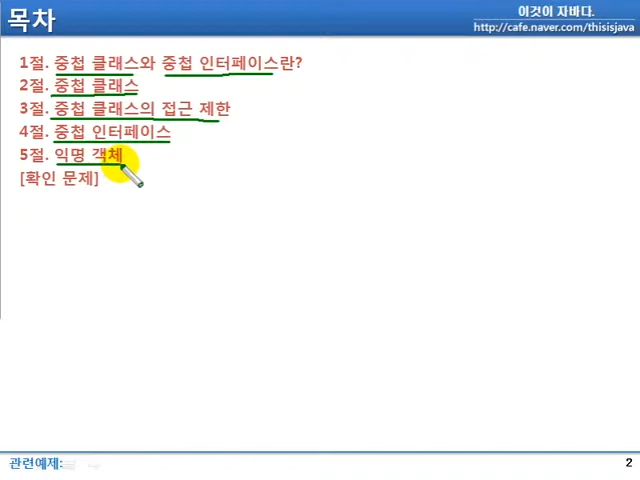 목차
이것이 자바다.
http://cafe.naver.com/thisisjava
1절. 중첩 클래스와 중첩 인터페이스란?
2절. 중첩 클래스
3절. 중첩 클래스의 접근 제한
4절. 중첩 인터페이스
5절. 익명 객체
[확인 문제]
관련예제:
2